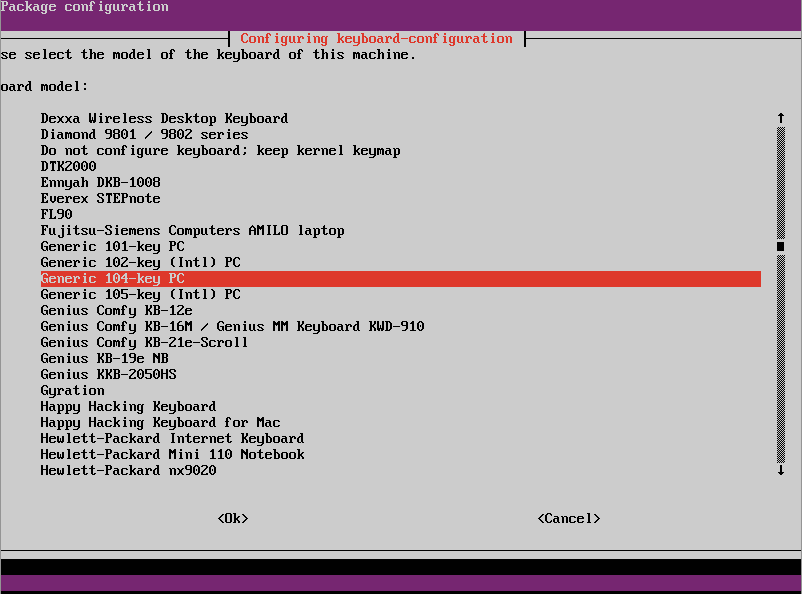 Package configuration
Configuring keyboard-configuration
se select the model of the keyboard of this machine.
oard model:
Dexxa Wireless Desktop Keyboard
Diamond 9801 / 9802 series
Do not configure keyboard; keep kernel keymap
DTK2000
Ennyah DKB-1008
Everex STEPnote
FL90
Fujitsu-Siemens Computers AMILO laptop
Generic 101-key PC
Generic 102-key (Intl) PC
Generic 104-key PC
Generic 105-key (Intl) PC
Genius Comfy KB-12e
Genius Comfy KB-16M / Genius MM Keyboard KWD-910
Genius Comfy KB-21e-Scroll
Genius KB-19e NB
Genius KKB-2050HS
Gyration
Happy Hacking Keyboard
Happy Hacking Keyboard for Mac
Hewlett-Packard Internet Keyboard
Hewlett-Packard Mini 110 Notebook
Hewlett-Packard nx9020
<Ok> <Cancel>